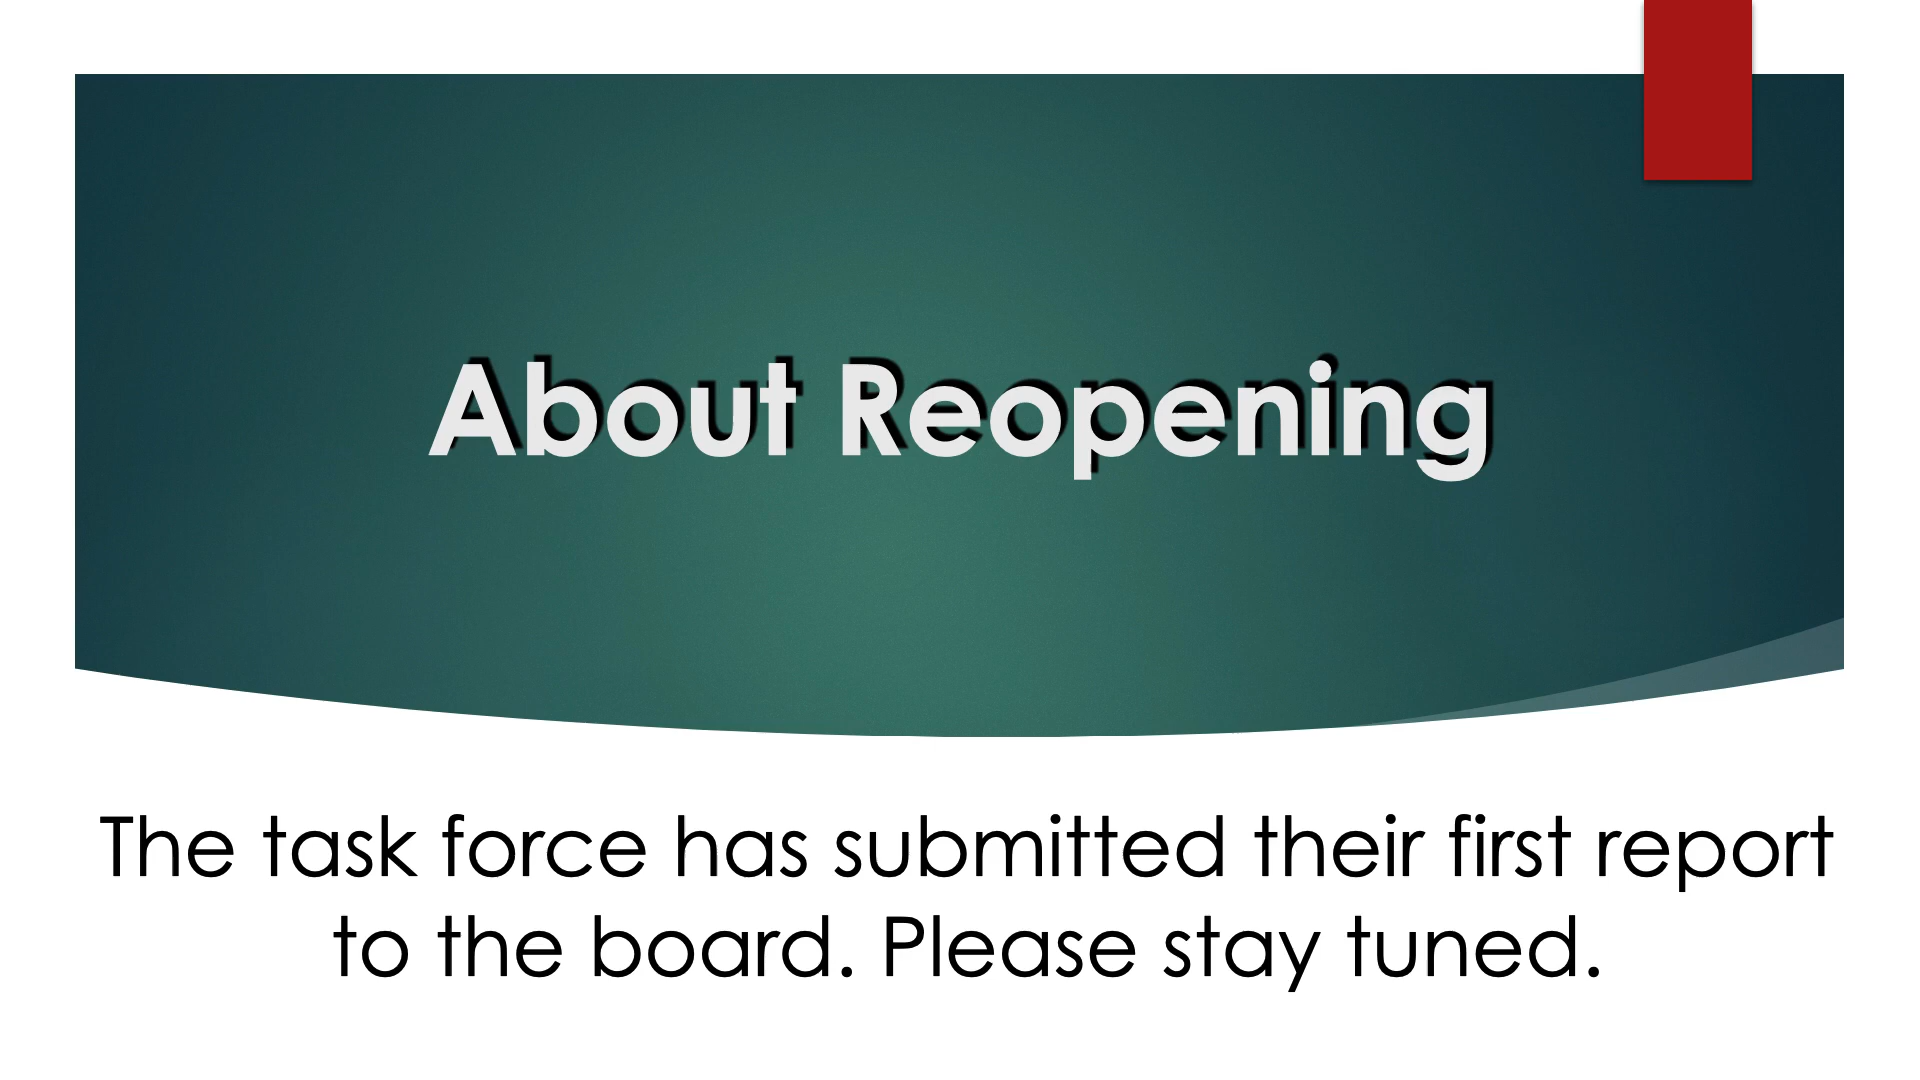 About Reopening
The task force has submitted their first report
to the board. Please stay tuned.